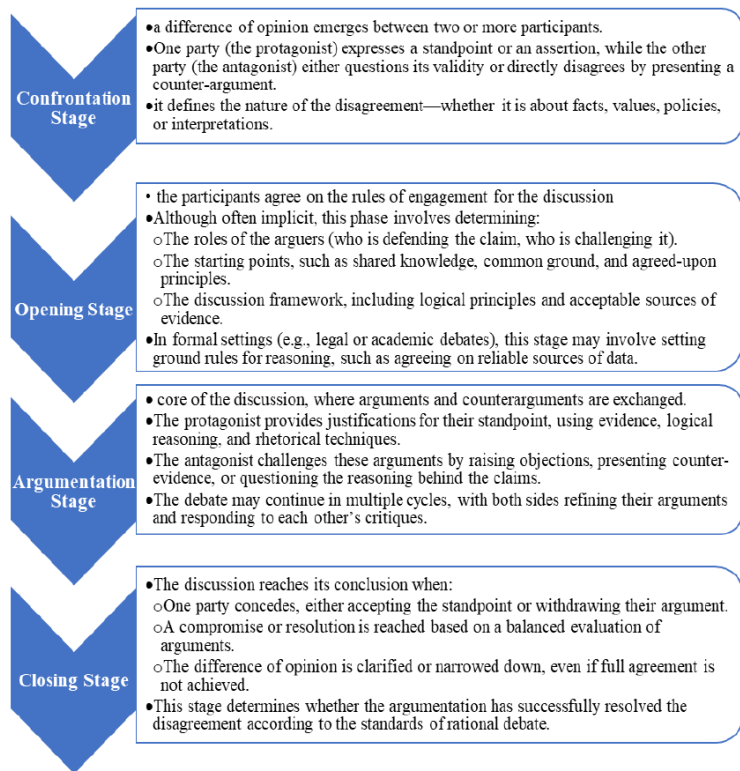 Confrontation
Stage
●a difference of opinion emerges between two or more participants.
●One party (the protagonist) expresses a standpoint or an assertion, while the other
party (the antagonist) either questions its validity or directly disagrees by presenting a
counter-argument.
●it defines the nature of the disagreement—whether it is about facts, values, policies,
or interpretations.
Opening Stage
• the participants agree on the rules of engagement for the discussion
●Although often implicit, this phase involves determining:
oThe roles of the arguers (who is defending the claim, who is challenging it).
oThe starting points, such as shared knowledge, common ground, and agreed-upon
principles.
oThe discussion framework, including logical principles and acceptable sources of
evidence.
●In formal settings (e.g., legal or academic debates), this stage may involve setting
ground rules for reasoning, such as agreeing on reliable sources of data.
Argumentation
Stage
● core of the discussion, where arguments and counterarguments are exchanged.
●The protagonist provides justifications for their standpoint, using evidence, logical
reasoning, and rhetorical techniques.
●The antagonist challenges these arguments by raising objections, presenting counter-
evidence, or questioning the reasoning behind the claims.
●The debate may continue in multiple cycles, with both sides refining their arguments
and responding to each other's critiques.
Closing Stage
●The discussion reaches its conclusion when:
oOne party concedes, either accepting the standpoint or withdrawing their argument.
oA compromise or resolution is reached based on a balanced evaluation of
arguments.
oThe difference of opinion is clarified or narrowed down, even if full agreement is
not achieved.
●This stage determines whether the argumentation has successfully resolved the
disagreement according to the standards of rational debate.